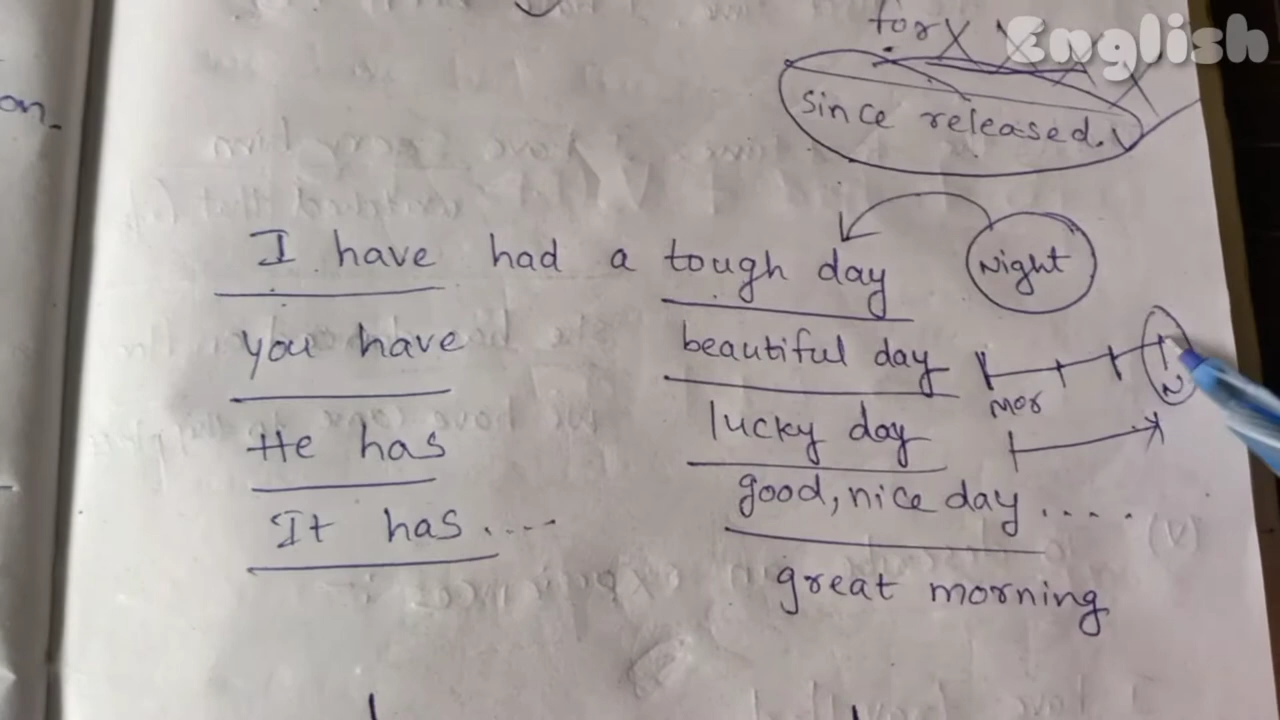 for
English
on.
since released.
I have had a tough day
Night
you have beautiful day
Mor N
He has lucky day
It has.... good, nice day....
great morning